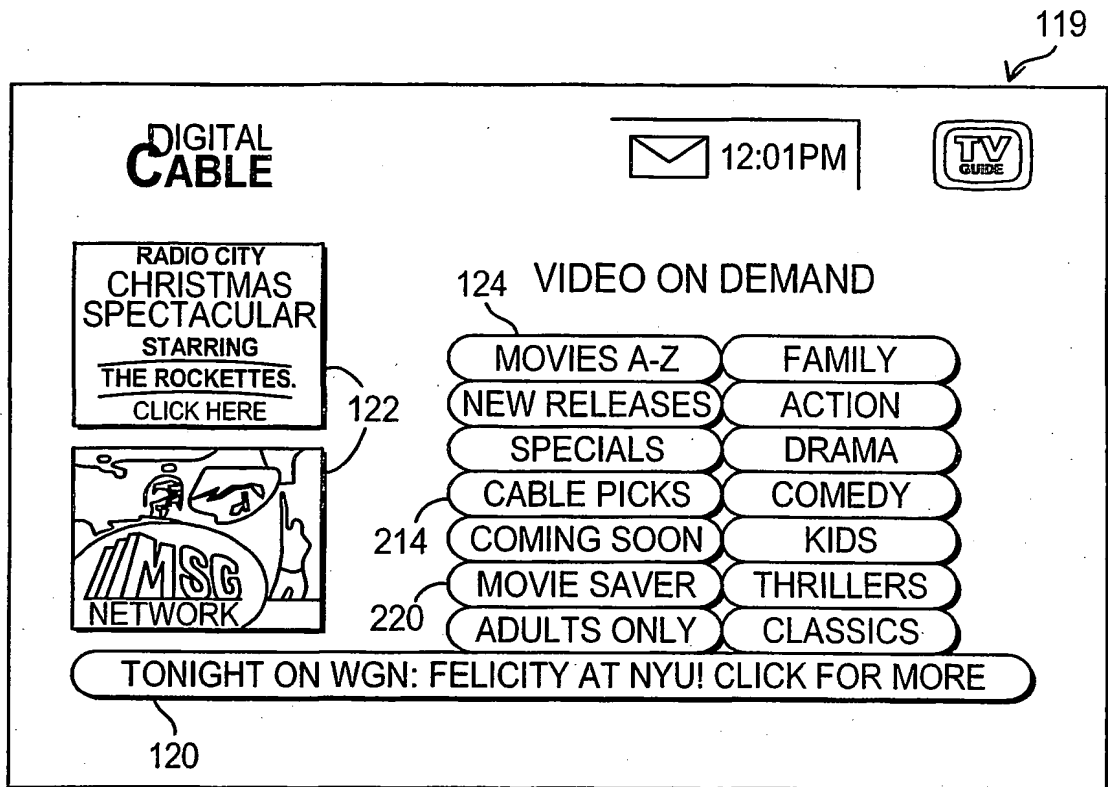 119
DIGITAL
CABLE
12:01PM
TV
GUIDE
RADIO CITY
CHRISTMAS
SPECTACULAR
STARRING
THE ROCKETTES.
CLICK HERE
122
MSG
NETWORK
124
VIDEO ON DEMAND
MOVIES A-Z FAMILY
NEW RELEASES ACTION
SPECIALS DRAMA
CABLE PICKS COMEDY
214
COMING SOON KIDS
MOVIE SAVER THRILLERS
220
ADULTS ONLY CLASSICS
TONIGHT ON WGN: FELICITY AT NYU! CLICK FOR MORE
120